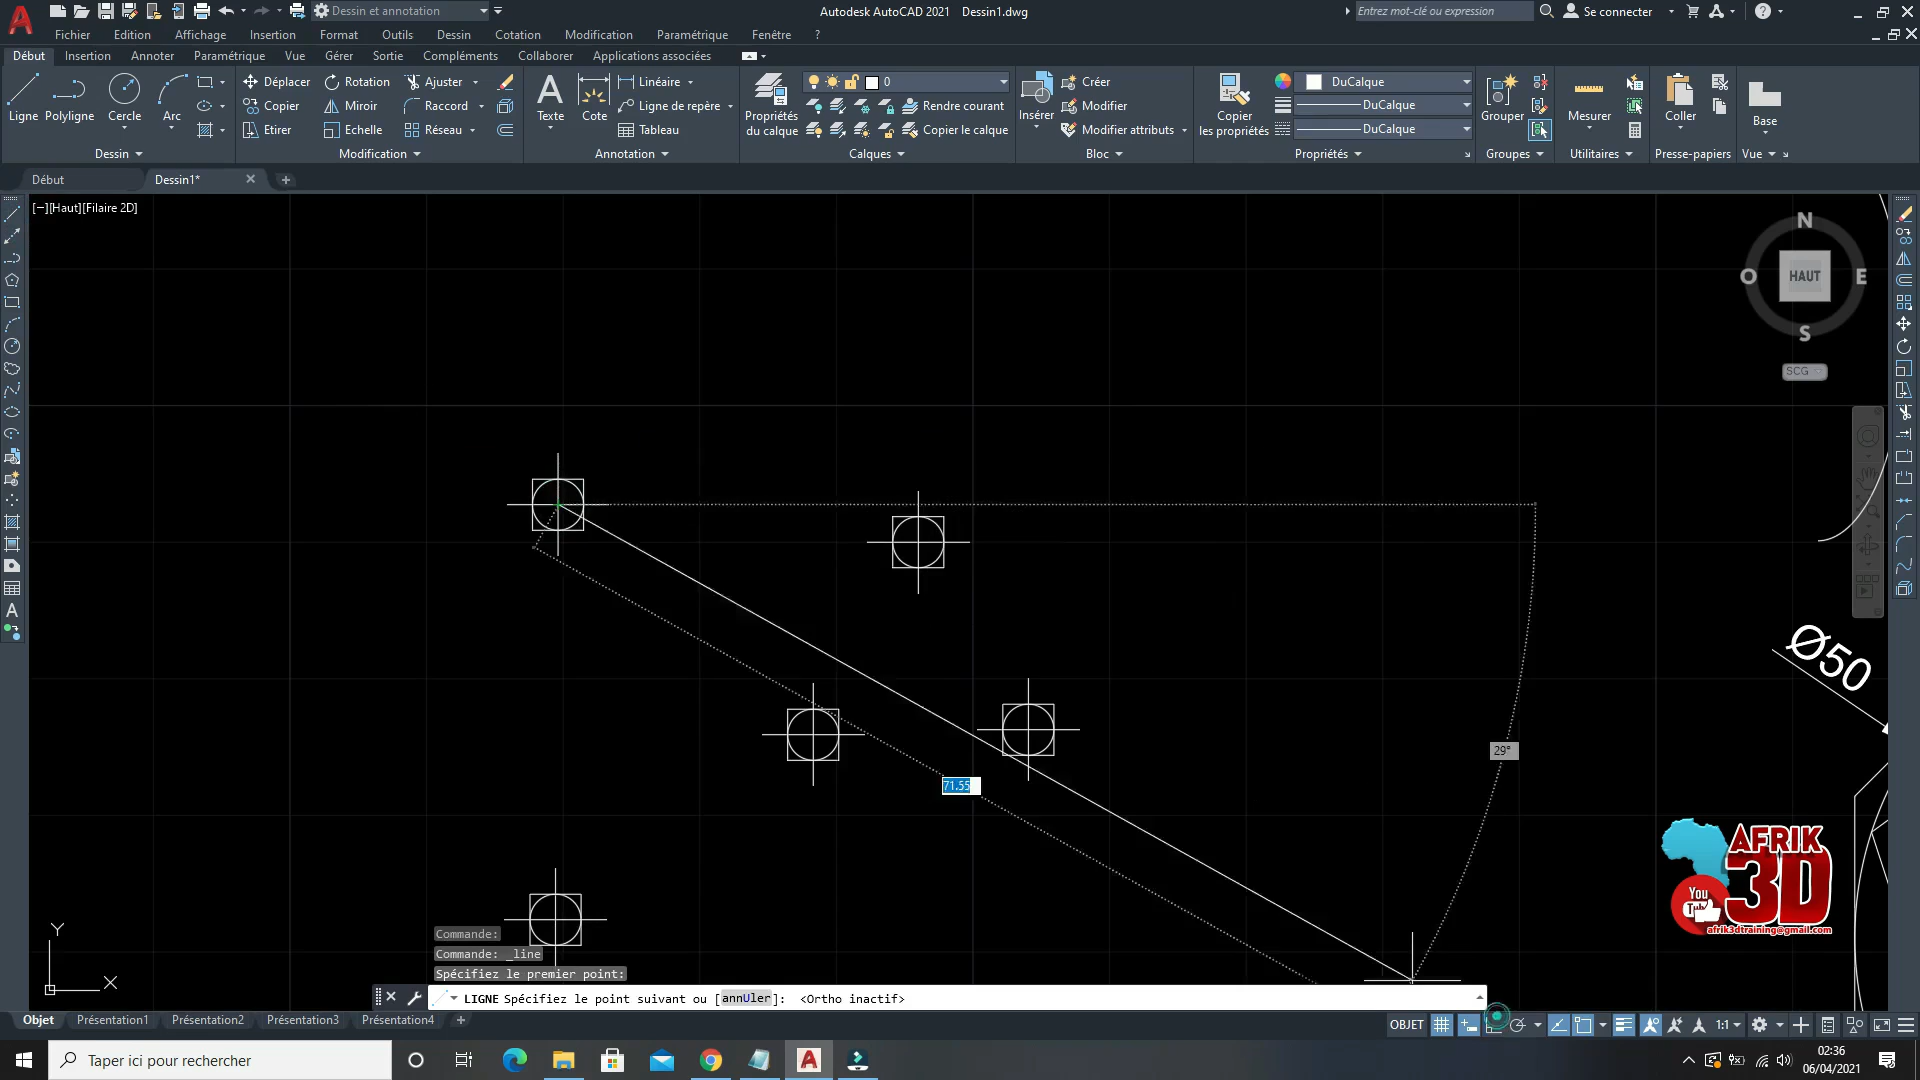 Dessin et annotation
Autodesk AutoCAD 2021 Dessin1.dwg
Entrez mot-clé ou expression
Se connecter
Fichier Edition Affichage Insertion Format Outils Dessin Cotation Modification Paramétrique Fenêtre ?
Début Insertion Annoter Paramétrique Vue Gérer Sortie Compléments Collaborer Applications associées
Ligne Polyligne Cercle Arc
Dessin
Déplacer Rotation Ajuster
Copier Miroir Raccord
Etirer Echelle Réseau
Modification
Texte Cote
Linéaire
Ligne de repère
Tableau
Annotation
Propriétés
du calque
0
Rendre courant
Copier le calque
Calques
Insérer
Créer
Modifier
Modifier attributs
Bloc
Copier
les propriétés
DuCalque
DuCalque
DuCalque
Propriétés
Grouper
Groupes
Mesurer
Utilitaires
Coller
Presse-papiers
Base
Vue
Début
Dessin1*
[−][Haut][Filaire 2D]
N
O HAUT E
S
SCG
Ø50
29°
71.55
AFRIK
3D
You
Tube
afrik3dtraining@gmail.com
Y
X
Commande:
Commande: _line
Spécifiez le premier point:
LIGNE Spécifiez le point suivant ou [annUler]: <Ortho inactif>
Objet Présentation1 Présentation2 Présentation3 Présentation4 +
OBJET
1:1
Taper ici pour rechercher
02:36
06/04/2021